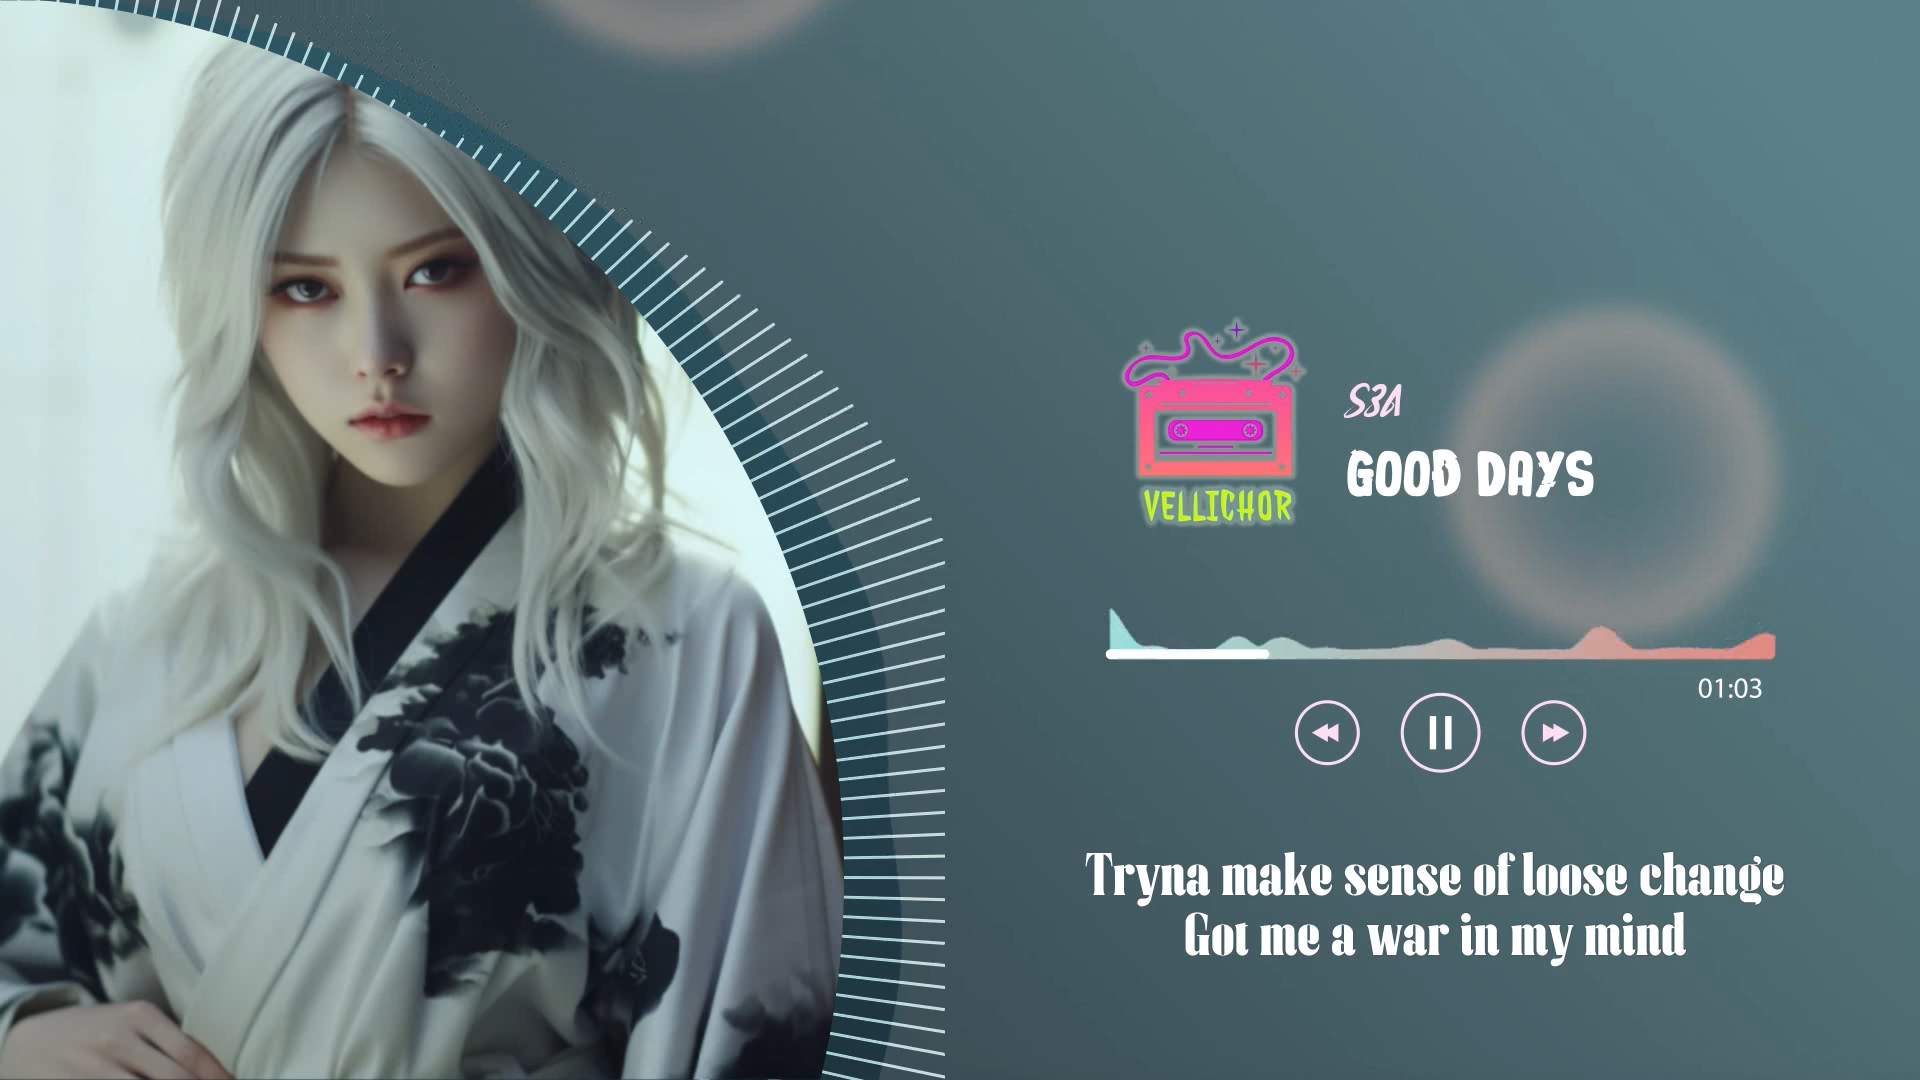 S3A
GOOD DAYS
VELLICHOR
01:03
Tryna make sense of loose change
Got me a war in my mind